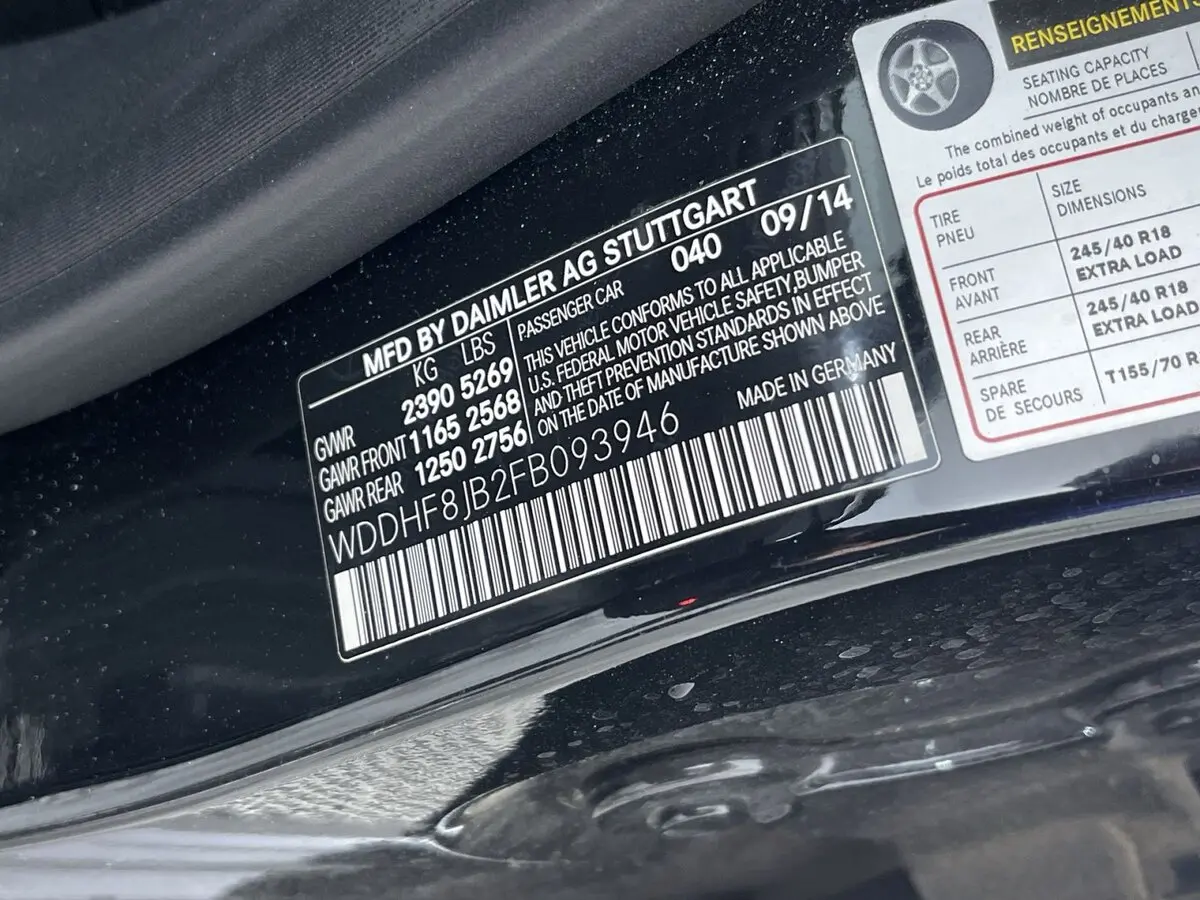 MFD BY DAIMLER AG STUTTGART
KG LBS
GVWR 2390 5269
GAWR FRONT 1165 2568
GAWR REAR 1250 2756
PASSENGER CAR 040 09/14
THIS VEHICLE CONFORMS TO ALL APPLICABLE
U.S. FEDERAL MOTOR VEHICLE SAFETY,BUMPER
AND THEFT PREVENTION STANDARDS IN EFFECT
ON THE DATE OF MANUFACTURE SHOWN ABOVE
WDDHF8JB2FB093946
MADE IN GERMANY
RENSEIGNEMENTS
SEATING CAPACITY
NOMBRE DE PLACES
The combined weight of occupants
Le poids total des occupants et du
TIRE
PNEU
SIZE
DIMENSIONS
FRONT
AVANT
245/40 R18
EXTRA LOAD
REAR
ARRIÈRE
245/40 R18
EXTRA LOAD
SPARE
DE SECOURS
T155/70 R